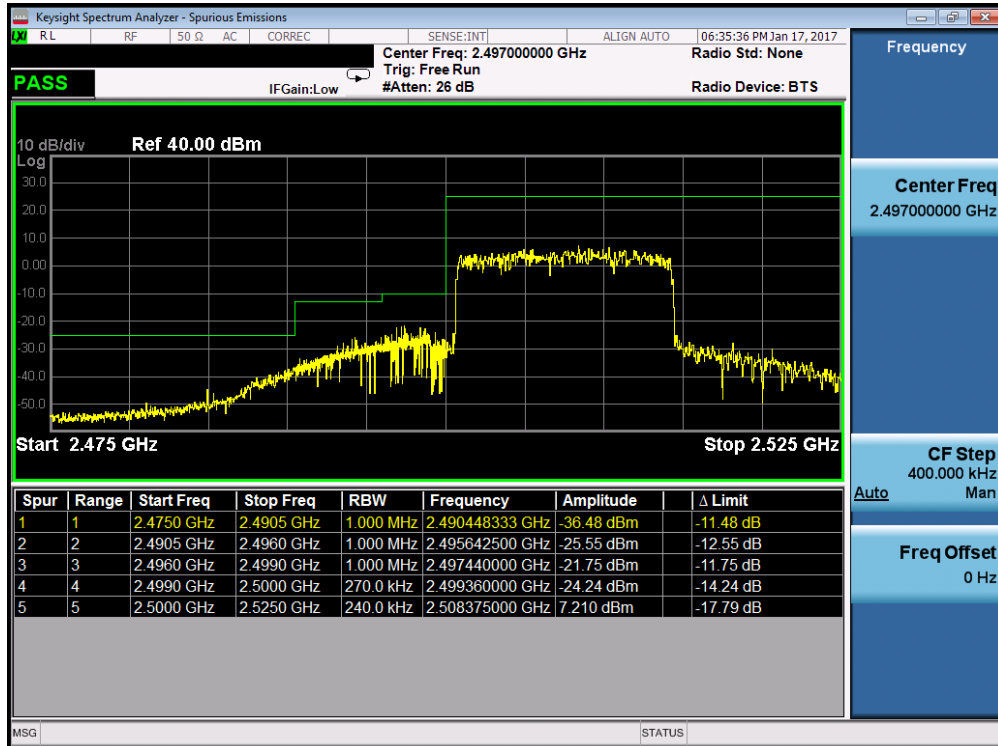 Keysight Spectrum Analyzer - Spurious Emissions
LXI RL RF 50 Ω AC CORREC SENSE:INT ALIGN AUTO 06:35:36 PM Jan 17, 2017
Center Freq: 2.497000000 GHz Radio Std: None
Trig: Free Run
PASS IFGain:Low #Atten: 26 dB Radio Device: BTS
10 dB/div Ref 40.00 dBm
Log
30.0
20.0
10.0
0.00
-10.0
-20.0
-30.0
-40.0
-50.0
Start 2.475 GHz Stop 2.525 GHz
Spur Range Start Freq Stop Freq RBW Frequency Amplitude Δ Limit
1 1 2.4750 GHz 2.4905 GHz 1.000 MHz 2.490448333 GHz -36.48 dBm -11.48 dB
2 2 2.4905 GHz 2.4960 GHz 1.000 MHz 2.495642500 GHz -25.55 dBm -12.55 dB
3 3 2.4960 GHz 2.4990 GHz 1.000 MHz 2.497440000 GHz -21.75 dBm -11.75 dB
4 4 2.4990 GHz 2.5000 GHz 270.0 kHz 2.499360000 GHz -24.24 dBm -14.24 dB
5 5 2.5000 GHz 2.5250 GHz 240.0 kHz 2.508375000 GHz 7.210 dBm -17.79 dB
MSG STATUS
Frequency
Center Freq
2.497000000 GHz
CF Step
400.000 kHz
Auto Man
Freq Offset
0 Hz